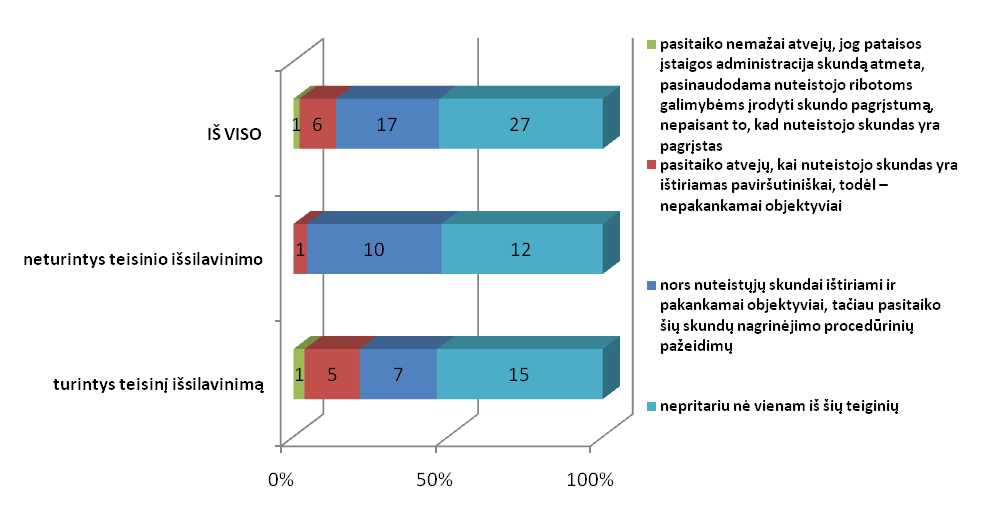 IŠ VISO
1 6 17 27
neturintys teisinio išsilavinimo
1 10 12
turintys teisinį išsilavinimą
1 5 7 15
0% 50% 100%
pasitaiko nemažai atvejų, jog pataisos
įstaigos administracija skundą atmeta,
pasinaudodama nuteistojo ribotoms
galimybėms įrodyti skundo pagrįstumą,
nepaisant to, kad nuteistojo skundas yra
pagrįstas
pasitaiko atvejų, kai nuteistojo skundas yra
ištiriamas paviršutiniškai, todėl –
nepakankamai objektyviai
nors nuteistųjų skundai ištiriami ir
pakankamai objektyviai, tačiau pasitaiko
šių skundų nagrinėjimo procedūrinių
pažeidimų
nepritariu nė vienam iš šių teiginių